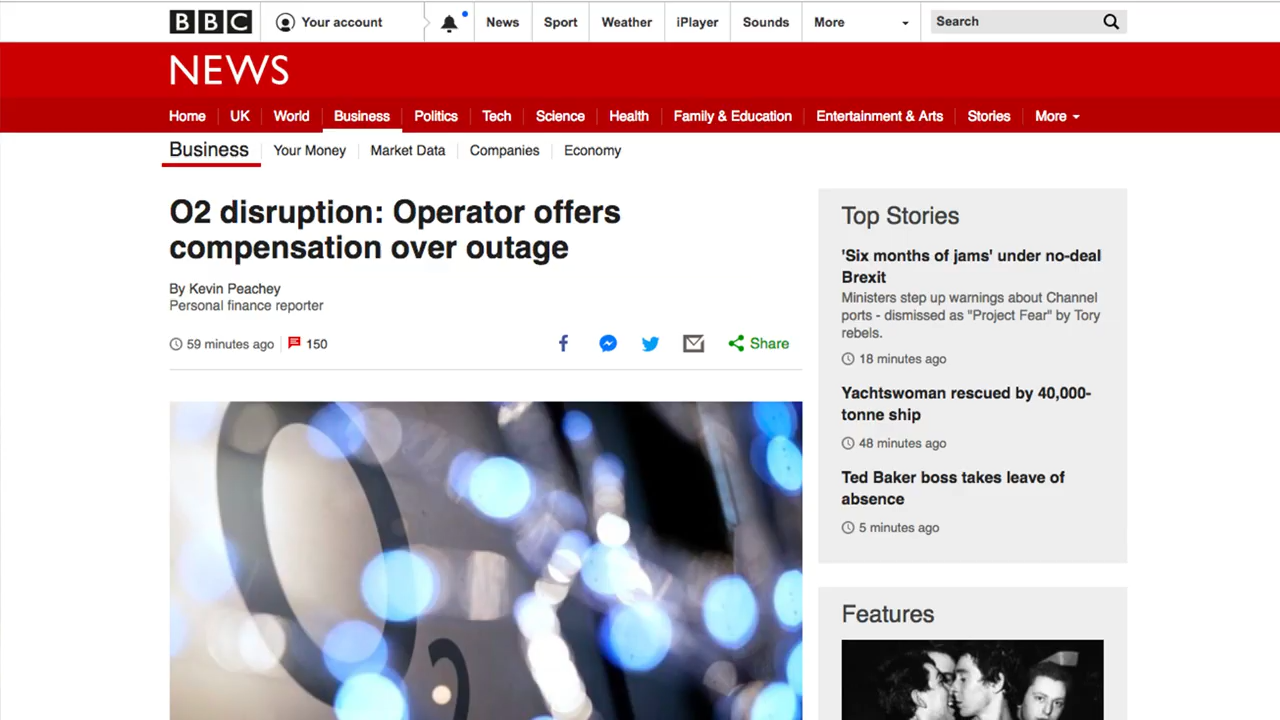 BBC Your account News Sport Weather iPlayer Sounds More Search
NEWS
Home UK World Business Politics Tech Science Health Family & Education Entertainment & Arts Stories More
Business Your Money Market Data Companies Economy
O2 disruption: Operator offers
compensation over outage
By Kevin Peachey
Personal finance reporter
59 minutes ago 150
Share
Top Stories
'Six months of jams' under no-deal
Brexit
Ministers step up warnings about Channel
ports - dismissed as "Project Fear" by Tory
rebels.
18 minutes ago
Yachtswoman rescued by 40,000-
tonne ship
48 minutes ago
Ted Baker boss takes leave of
absence
5 minutes ago
Features
O2